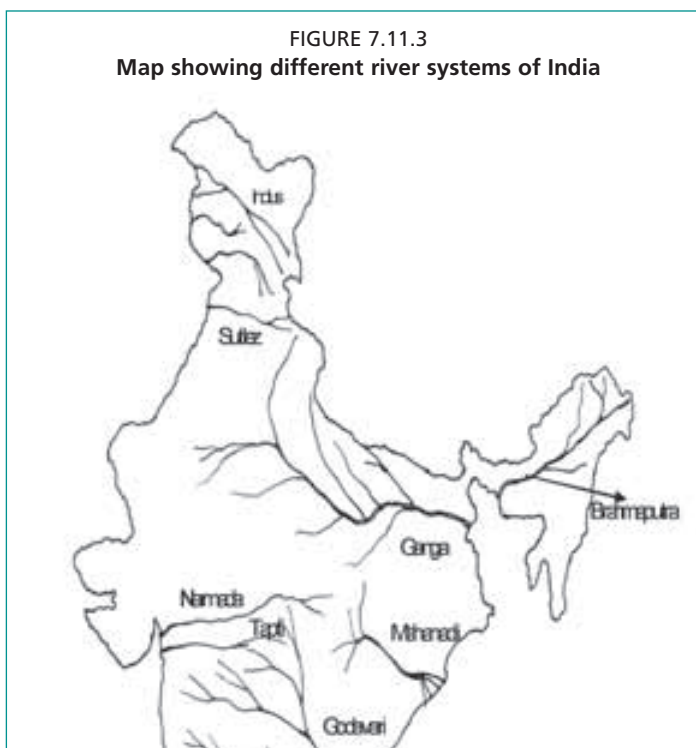 FIGURE 7.11.3
Map showing different river systems of India
Indus
Sutlez
Brahmaputra
Ganga
Narmada
Tapti
Mahanadi
Godavari